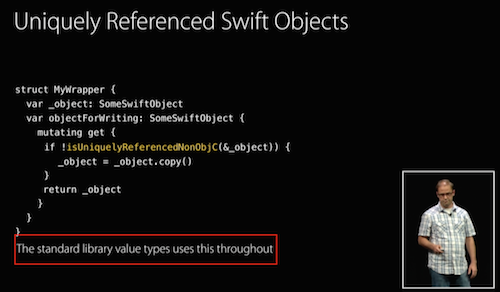 Uniquely Referenced Swift Objects
struct MyWrapper {
var _object: SomeSwiftObject
var objectForWriting: SomeSwiftObject {
mutating get {
if !isUniquelyReferencedNonObjC(&_object)) {
_object = _object.copy()
}
return _object
}
}
}
The standard library value types uses this throughout